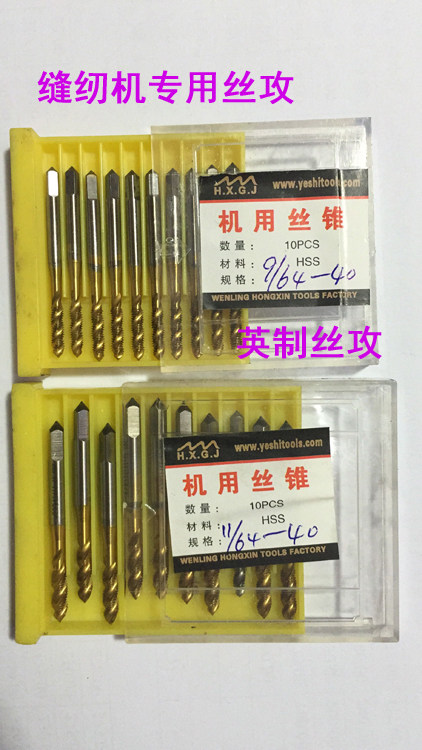 缝纫机专用丝攻
H.X.G.J
www.yeshitools.com
机用丝锥
数量： 10PCS
材料： HSS
规格： 9/64-40
WENLING HONGXIN TOOLS FACTORY
英制丝攻
H.X.G.J
www.yeshitools.com
机用丝锥
数量： 10PCS
材料： HSS
规格： 11/64-40
WENLING HONGXIN TOOLS FACTORY